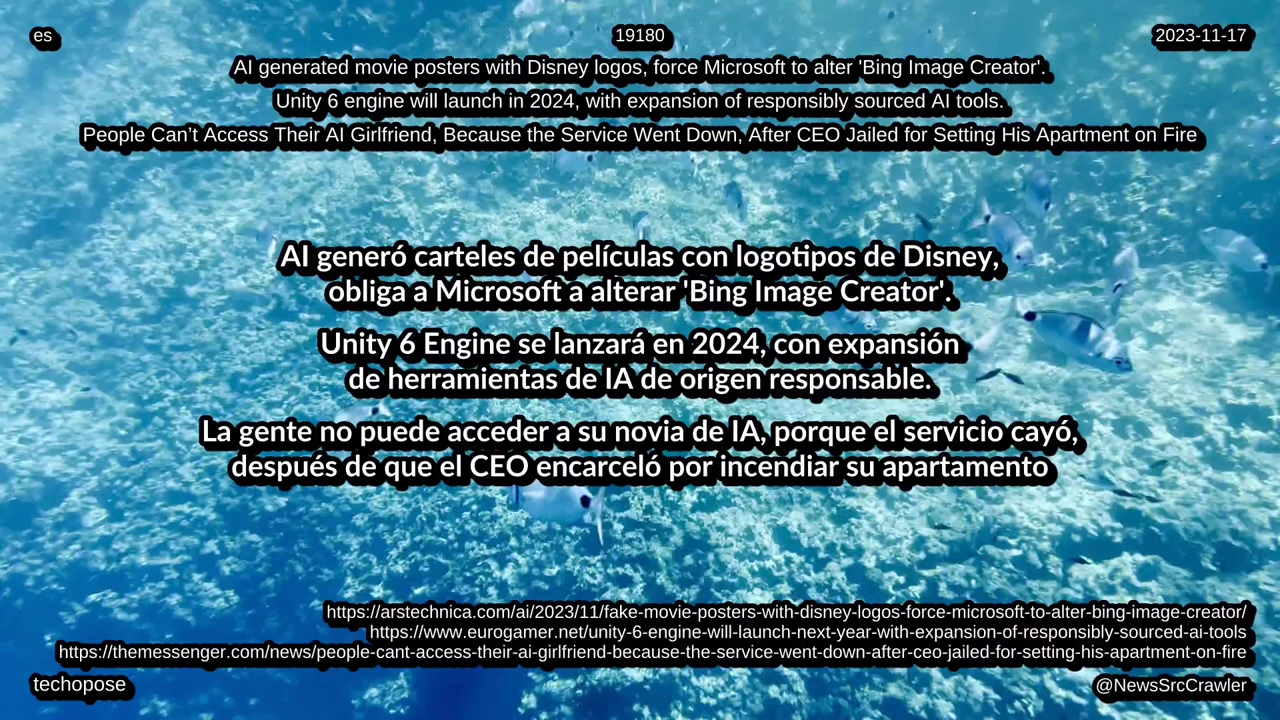 es
19180
2023-11-17
AI generated movie posters with Disney logos, force Microsoft to alter 'Bing Image Creator'.
Unity 6 engine will launch in 2024, with expansion of responsibly sourced AI tools.
People Can't Access Their AI Girlfriend, Because the Service Went Down, After CEO Jailed for Setting His Apartment on Fire
AI generó carteles de películas con logotipos de Disney,
obliga a Microsoft a alterar 'Bing Image Creator'.
Unity 6 Engine se lanzará en 2024, con expansión
de herramientas de IA de origen responsable.
La gente no puede acceder a su novia de IA, porque el servicio cayó,
después de que el CEO encarceló por incendiar su apartamento
https://arstechnica.com/ai/2023/11/fake-movie-posters-with-disney-logos-force-microsoft-to-alter-bing-image-creator/
https://www.eurogamer.net/unity-6-engine-will-launch-next-year-with-expansion-of-responsibly-sourced-ai-tools
https://themessenger.com/news/people-cant-access-their-ai-girlfriend-because-the-service-went-down-after-ceo-jailed-for-setting-his-apartment-on-fire
techopose
@NewsSrcCrawler